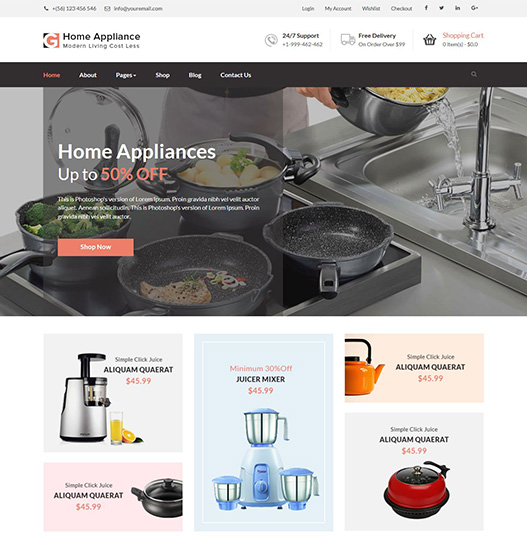 +(56) 123 456 546
info@youremail.com
Login
My Account
Wishlist
Checkout
Home Appliance
Modern Living Cost Less
24/7 Support
+1-999-462-462
Free Delivery
On Order Over $99
Shopping Cart
0 Item(s) - $0.0
Home
About
Pages
Shop
Blog
Contact Us
Home Appliances
Up to 50% OFF
This is Photoshop's version of Lorem Ipsum. Proin gravida nibh vel velit auctor
aliquet. Aenean sollicitudin. This is Photoshop's version of Lorem Ipsum. Proin
gravida nibh vel velit auctor.
Shop Now
Simple Click Juice
ALIQUAM QUAERAT
$45.99
Simple Click Juice
ALIQUAM QUAERAT
$45.99
Minimum 30%Off
JUICER MIXER
$45.99
Simple Click Juice
ALIQUAM QUAERAT
$45.99
Simple Click Juice
ALIQUAM QUAERAT
$45.99